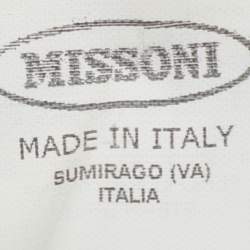 MISSONI
MADE IN ITALY
SUMIRAGO (VA)
ITALIA